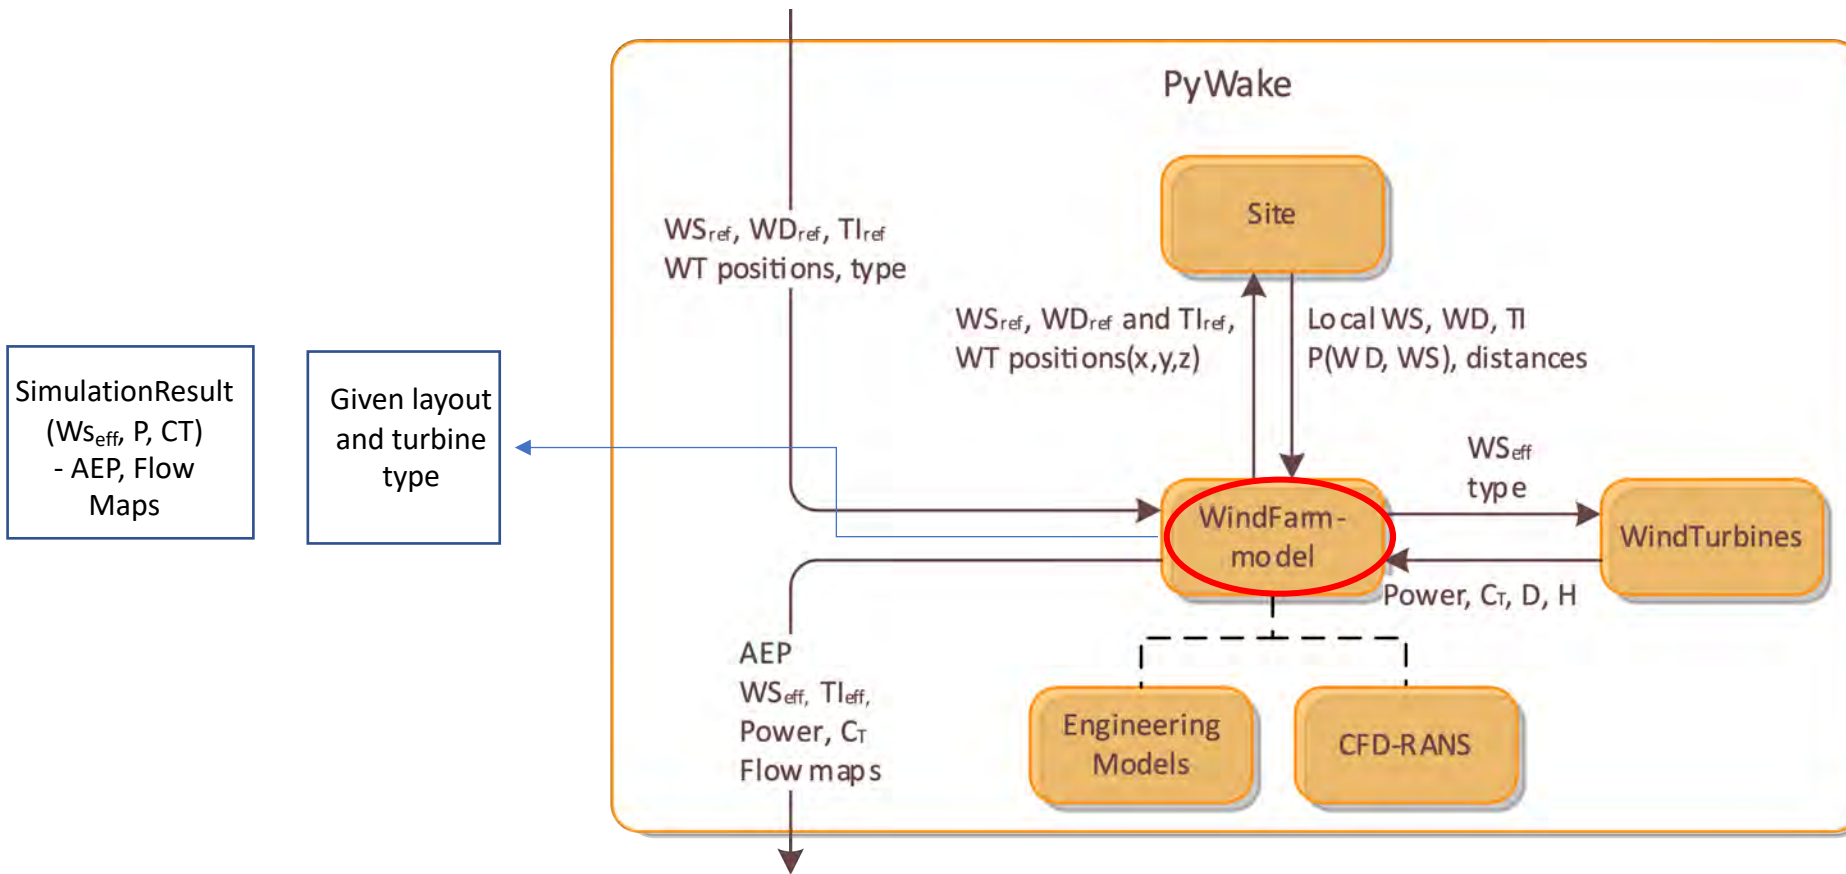 PyWake
Site
WSref, WDref, TIref
WT positions, type
WSref, WDref and TIref,
WT positions(x,y,z)
Local WS, WD, TI
P(WD, WS), distances
SimulationResult
(Wseff, P, CT)
- AEP, Flow
Maps
Given layout
and turbine
type
WSeff
type
WindFarm-
model
WindTurbines
Power, CT, D, H
AEP
WSeff, TIeff,
Power, CT
Flow maps
Engineering
Models
CFD-RANS